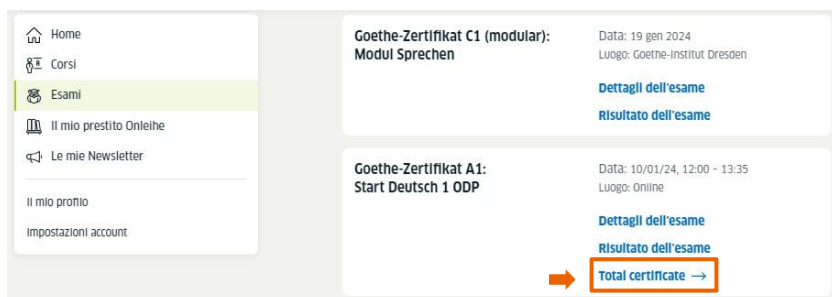 Home
Corsi
Esami
Il mio prestito Onleihe
Le mie Newsletter
Il mio profilo
Impostazioni account
Goethe-Zertifikat C1 (modular):
Modul Sprechen
Data: 19 gen 2024
Luogo: Goethe-Institut Dresden
Dettagli dell'esame
Risultato dell'esame
Goethe-Zertifikat A1:
Start Deutsch 1 ODP
Data: 10/01/24, 12:00 - 13:35
Luogo: Online
Dettagli dell'esame
Risultato dell'esame
Total certificate →